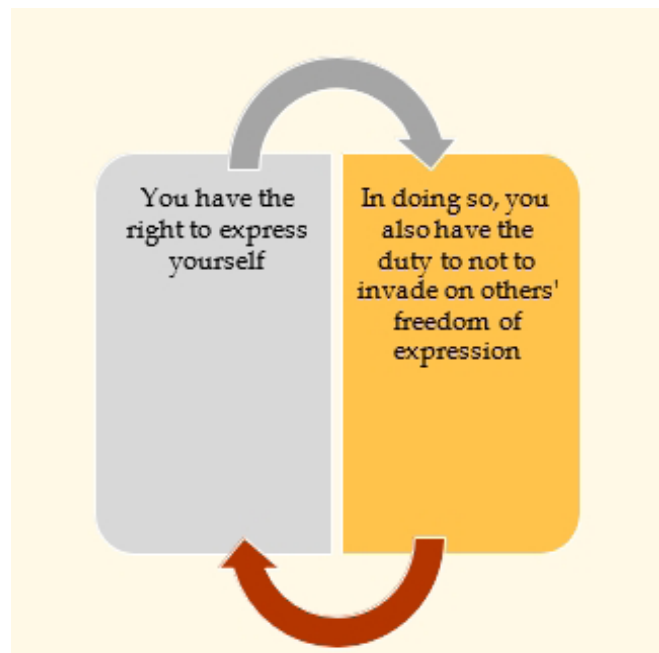 You have the
right to express
yourself
In doing so, you
also have the
duty to not to
invade on others'
freedom of
expression